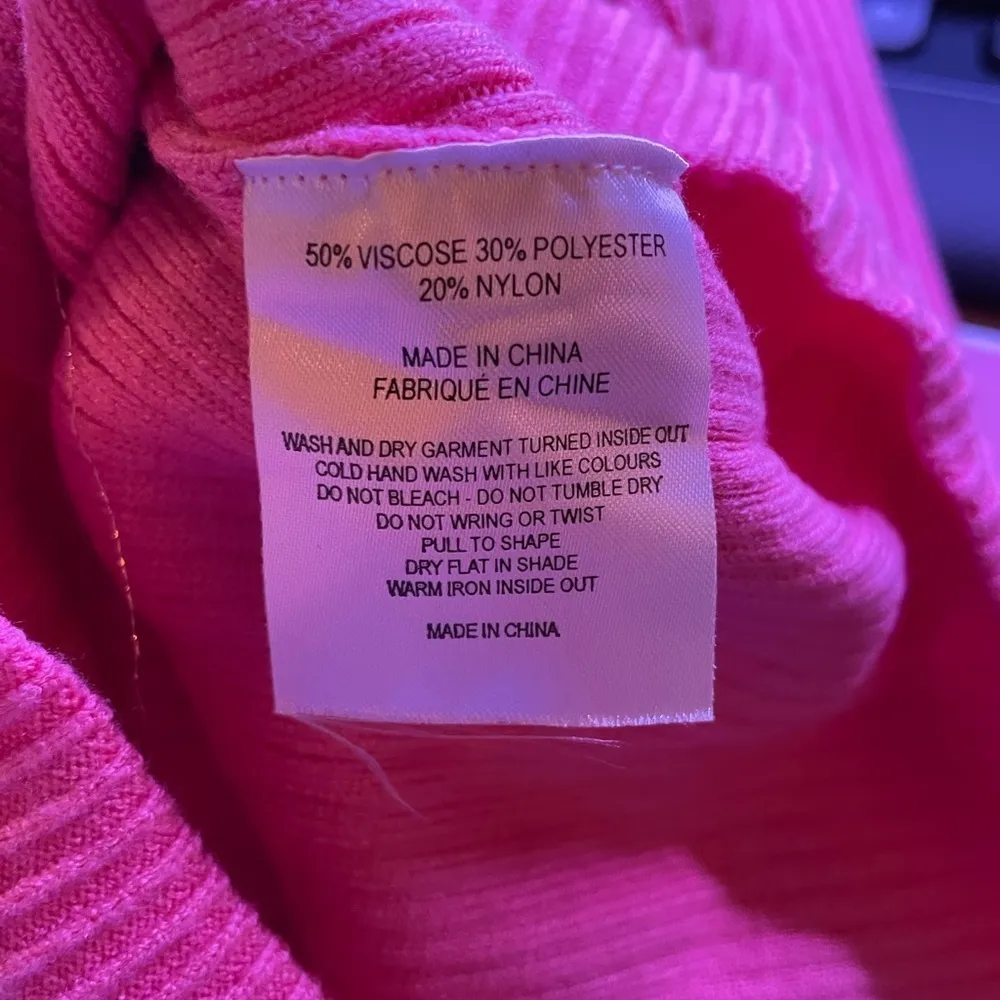 50% VISCOSE 30% POLYESTER
20% NYLON
MADE IN CHINA
FABRIQUÉ EN CHINE
WASH AND DRY GARMENT TURNED INSIDE OUT
COLD HAND WASH WITH LIKE COLOURS
DO NOT BLEACH - DO NOT TUMBLE DRY
DO NOT WRING OR TWIST
PULL TO SHAPE
DRY FLAT IN SHADE
WARM IRON INSIDE OUT
MADE IN CHINA